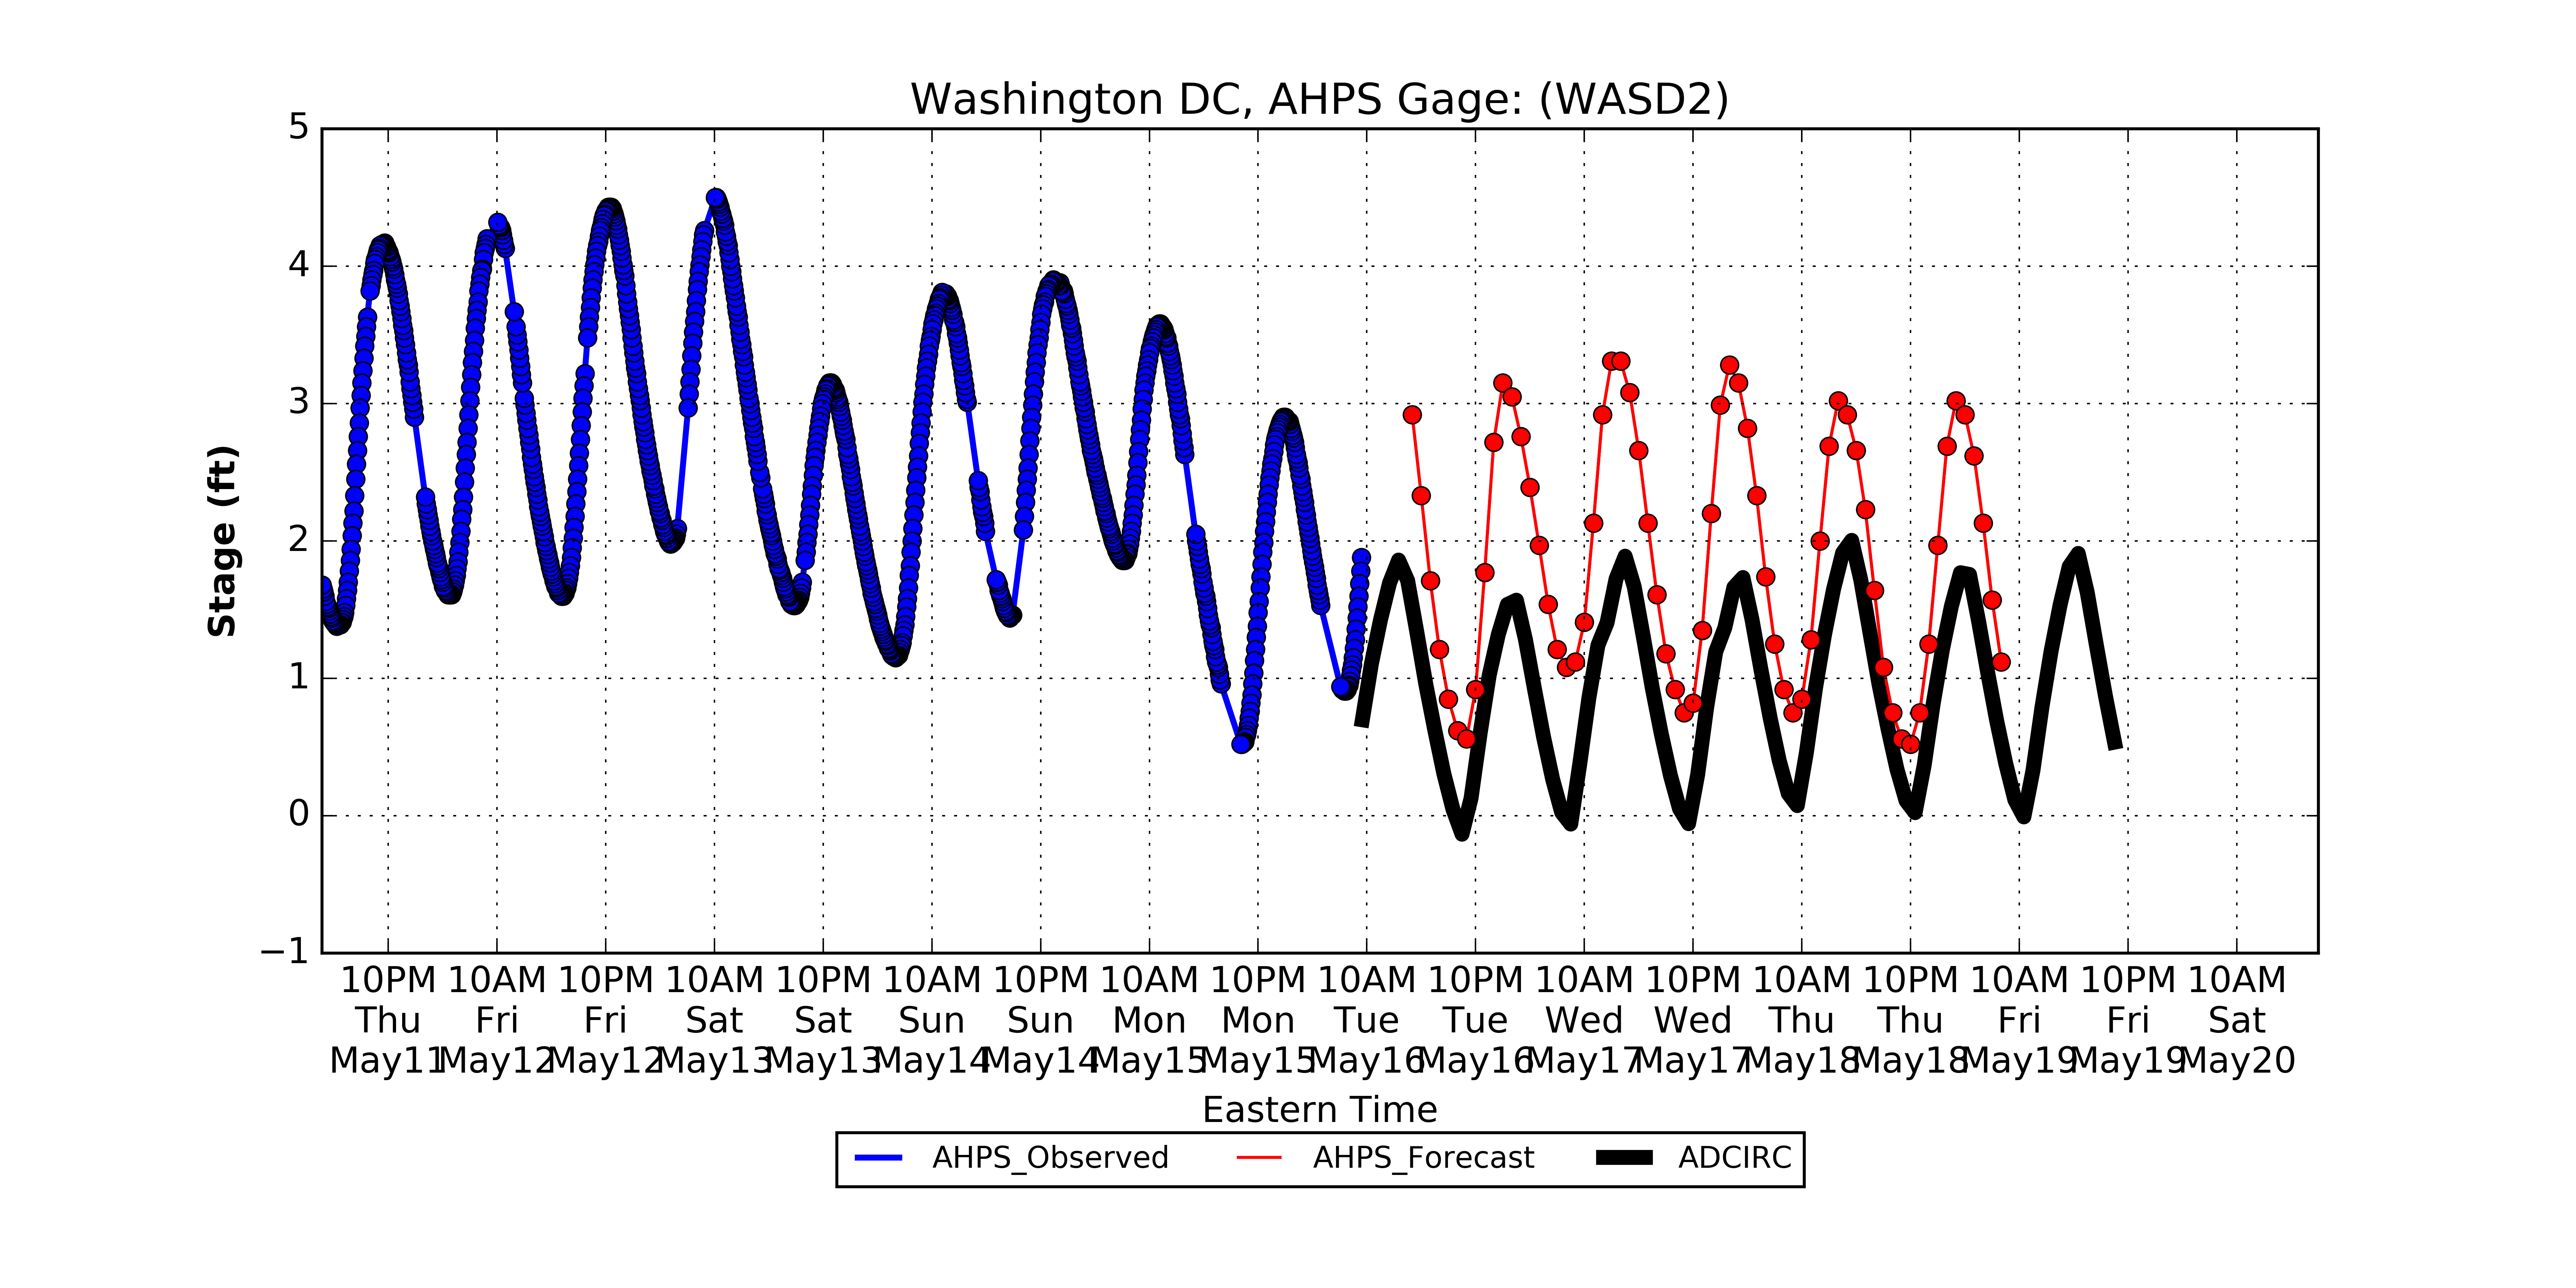 Washington DC, AHPS Gage: (WASD2)
5
4
3
2
1
0
−1
Stage (ft)
10PM 10AM 10PM 10AM 10PM 10AM 10PM 10AM 10PM 10AM 10PM 10AM 10PM 10AM 10PM 10AM 10PM 10AM
Thu Fri Fri Sat Sat Sun Sun Mon Mon Tue Tue Wed Wed Thu Thu Fri Fri Sat
May11 May12 May12 May13 May13 May14 May14 May15 May15 May16 May16 May17 May17 May18 May18 May19 May19 May20
Eastern Time
AHPS_Observed AHPS_Forecast ADCIRC